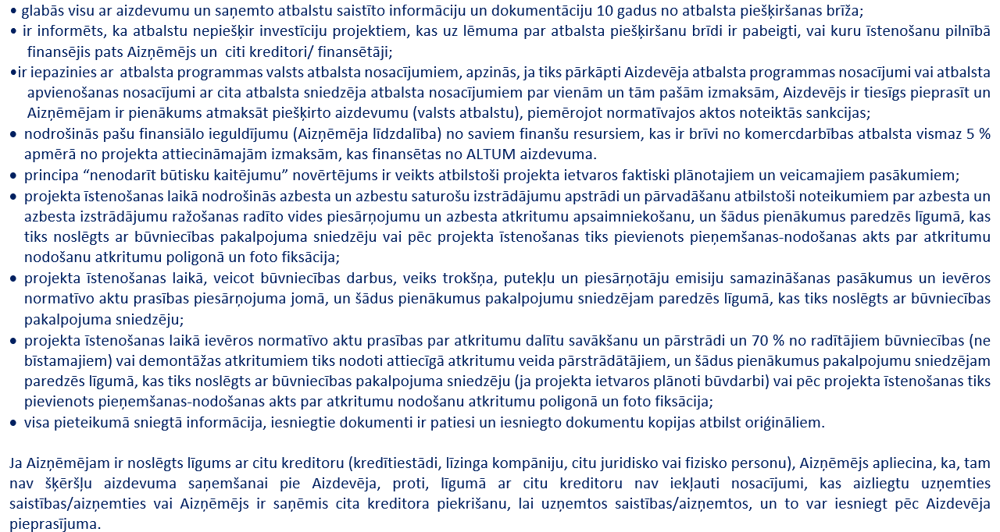 • glabās visu ar aizdevumu un saņemto atbalstu saistīto informāciju un dokumentāciju 10 gadus no atbalsta piešķiršanas brīža;
• ir informēts, ka atbalstu nepiešķir investīciju projektiem, kas uz lēmuma par atbalsta piešķiršanu brīdi ir pabeigti, vai kuru īstenošanu pilnībā
finansējis pats Aizņēmējs un citi kreditori/ finansētāji;
•ir iepazinies ar atbalsta programmas valsts atbalsta nosacījumiem, apzinās, ja tiks pārkāpti Aizdevēja atbalsta programmas nosacījumi vai atbalsta
apvienošanas nosacījumi ar cita atbalsta sniedzēja atbalsta nosacījumiem par vienām un tām pašām izmaksām, Aizdevējs ir tiesīgs pieprasīt un
Aizņēmējam ir pienākums atmaksāt piešķirto aizdevumu (valsts atbalstu), piemērojot normatīvajos aktos noteiktās sankcijas;
• nodrošinās pašu finansiālo ieguldījumu (Aizņēmēja līdzdalība) no saviem finanšu resursiem, kas ir brīvi no komercdarbības atbalsta vismaz 5 %
apmērā no projekta attiecināmajām izmaksām, kas finansētas no ALTUM aizdevuma.
• principa “nenodarīt būtisku kaitējumu” novērtējums ir veikts atbilstoši projekta ietvaros faktiski plānotajiem un veicamajiem pasākumiem;
• projekta īstenošanas laikā nodrošinās azbesta un azbestu saturošu izstrādājumu apstrādi un pārvadāšanu atbilstoši noteikumiem par azbesta un
azbesta izstrādājumu ražošanas radīto vides piesārņojumu un azbesta atkritumu apsaimniekošanu, un šādus pienākumus paredzēs līgumā, kas
tiks noslēgts ar būvniecības pakalpojuma sniedzēju vai pēc projekta īstenošanas tiks pievienots pieņemšanas-nodošanas akts par atkritumu
nodošanu atkritumu poligonā un foto fiksācija;
• projekta īstenošanas laikā, veicot būvniecības darbus, veiks trokšņa, putekļu un piesārņotāju emisiju samazināšanas pasākumus un ievēros
normatīvo aktu prasības piesārņojuma jomā, un šādus pienākumus pakalpojumu sniedzējam paredzēs līgumā, kas tiks noslēgts ar būvniecības
pakalpojuma sniedzēju;
• projekta īstenošanas laikā ievēros normatīvo aktu prasības par atkritumu dalītu savākšanu un pārstrādi un 70 % no radītājiem būvniecības (ne
bīstamajiem) vai demontāžas atkritumiem tiks nodoti attiecīgā atkritumu veida pārstrādātājiem, un šādus pienākumus pakalpojumu sniedzējam
paredzēs līgumā, kas tiks noslēgts ar būvniecības pakalpojuma sniedzēju (ja projekta ietvaros plānoti būvdarbi) vai pēc projekta īstenošanas tiks
pievienots pieņemšanas-nodošanas akts par atkritumu nodošanu atkritumu poligonā un foto fiksācija;
• visa pieteikumā sniegtā informācija, iesniegtie dokumenti ir patiesi un iesniegto dokumentu kopijas atbilst oriģināliem.
Ja Aizņēmējam ir noslēgts līgums ar citu kreditoru (kredītiestādi, līzinga kompāniju, citu juridisko vai fizisko personu), Aizņēmējs apliecina, ka, tam
nav šķēršļu aizdevuma saņemšanai pie Aizdevēja, proti, līgumā ar citu kreditoru nav iekļauti nosacījumi, kas aizliegtu uzņemties
saistības/aizņemties vai Aizņēmējs ir saņēmis cita kreditora piekrišanu, lai uzņemtos saistības/aizņemtos, un to var iesniegt pēc Aizdevēja
pieprasījuma.